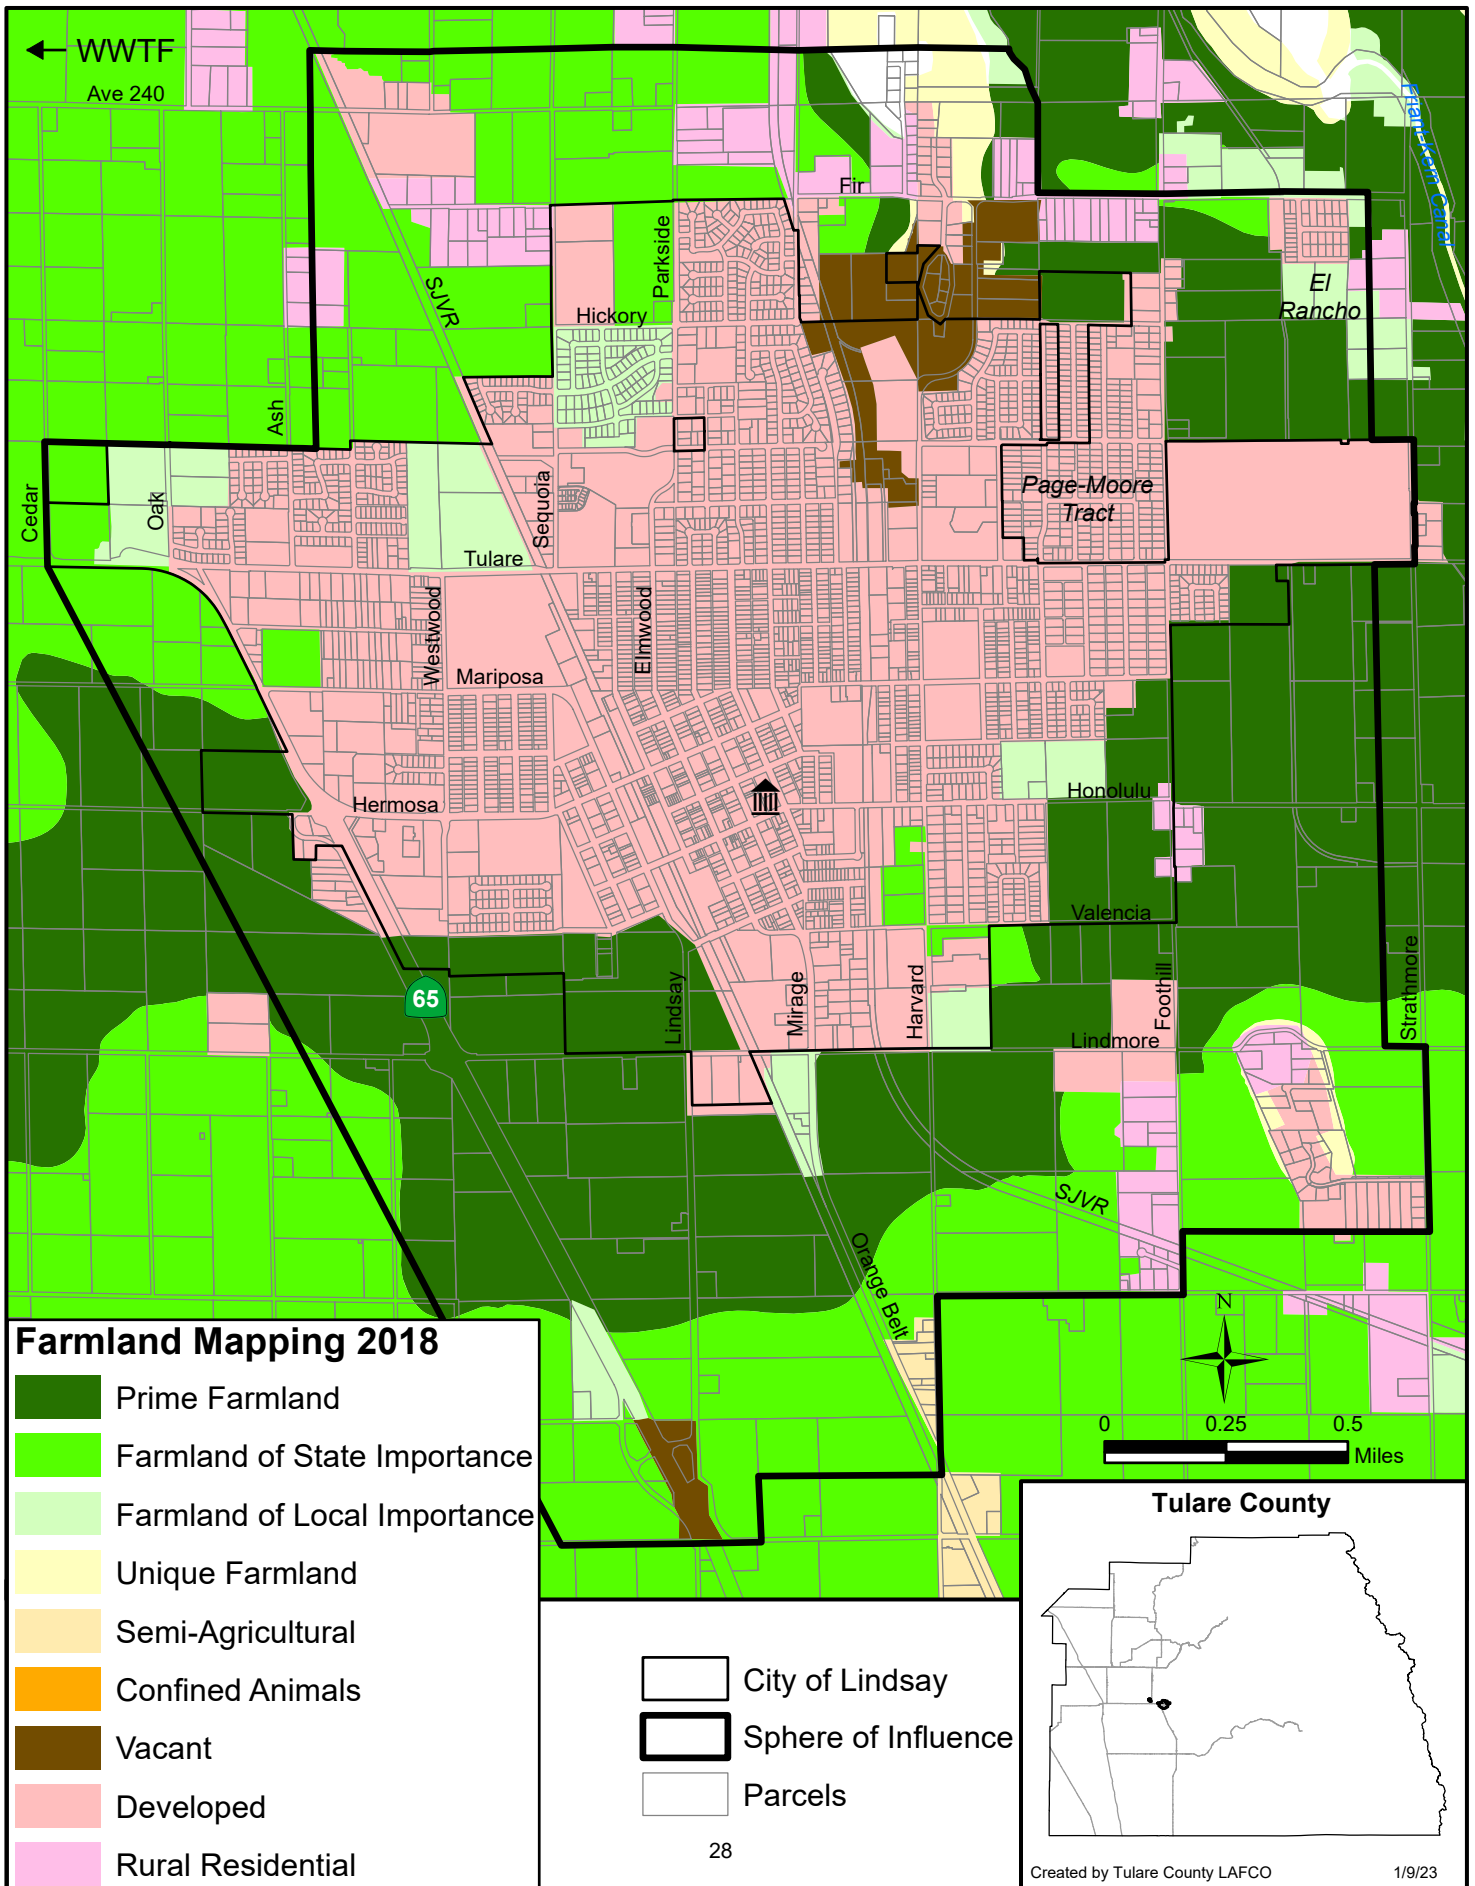 WWTF
Ave 240
Friant-Kern Canal
Fir
Parkside
SJVR
Hickory
El
Rancho
Ash
Cedar
Oak
Sequoia
Page-Moore
Tract
Tulare
Westwood
Elmwood
Mariposa
Hermosa
Honolulu
Valencia
65
Lindsay
Mirage
Harvard
Foothill
Strathmore
Lindmore
SJVR
Orange Belt
N
0 0.25 0.5
Miles
Farmland Mapping 2018
Prime Farmland
Farmland of State Importance
Farmland of Local Importance
Unique Farmland
Semi-Agricultural
Confined Animals
Vacant
Developed
Rural Residential
City of Lindsay
Sphere of Influence
Parcels
28
Tulare County
Created by Tulare County LAFCO 1/9/23